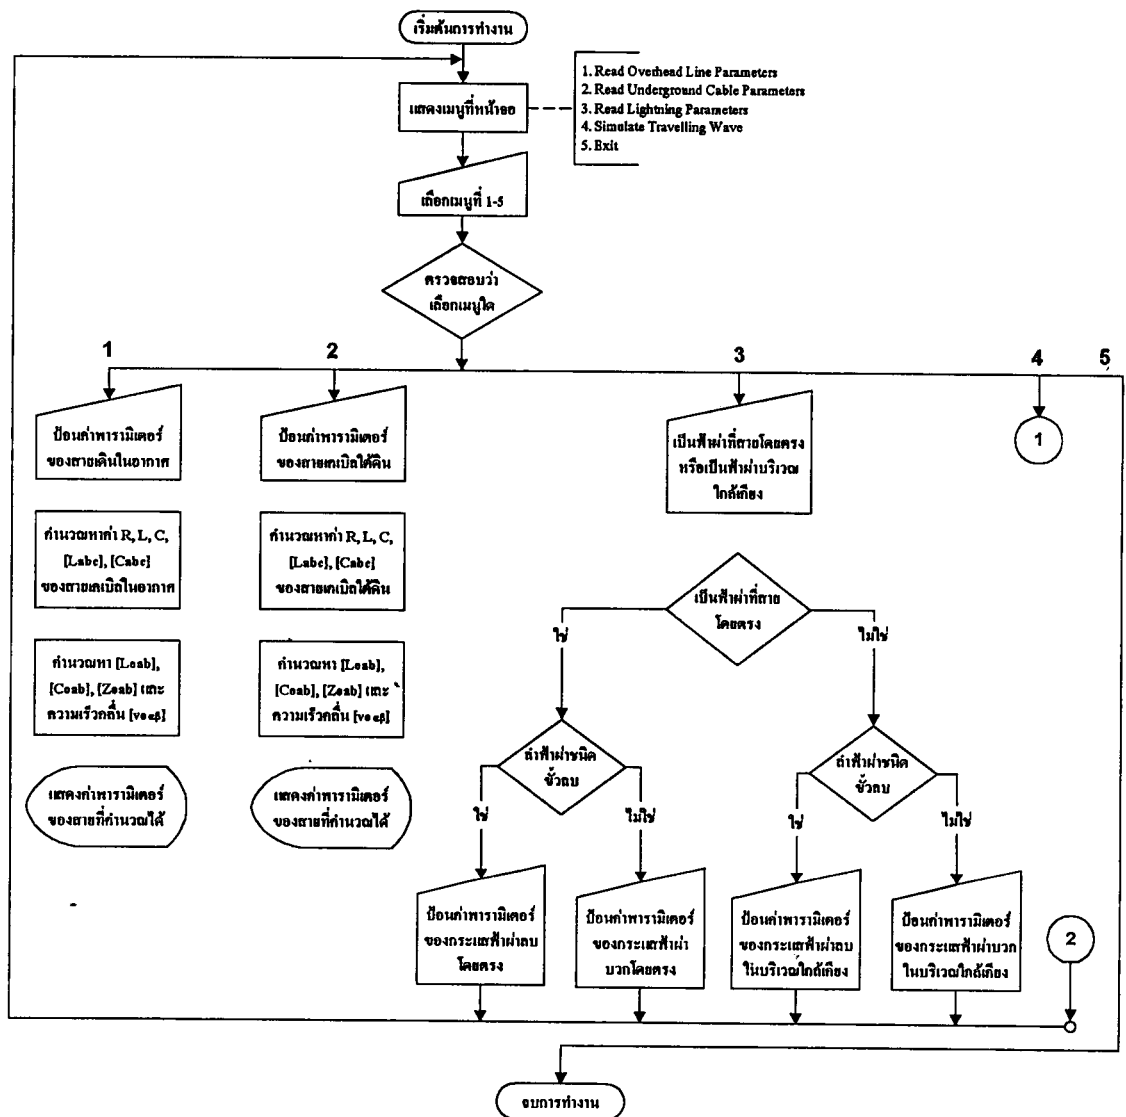 เริ่มต้นการทำงาน
แสดงเมนูที่หน้าจอ
1. Read Overhead Line Parameters
2. Read Underground Cable Parameters
3. Read Lightning Parameters
4. Simulate Travelling Wave
5. Exit
เลือกเมนูที่ 1-5
ตรวจสอบว่า
เลือกเมนูใด
1
2
3
4
5
ป้อนค่าพารามิเตอร์
ของสายเดินในอากาศ
ป้อนค่าพารามิเตอร์
ของสายเคเบิลใต้ดิน
เป็นฟ้าผ่าที่สายโดยตรง
หรือเป็นฟ้าผ่าบริเวณ
ใกล้เคียง
1
คำนวณหาค่า R, L, C,
[Labc], [Cabc]
ของสายเคเบิลในอากาศ
คำนวณหาค่า R, L, C,
[Labc], [Cabc]
ของสายเคเบิลใต้ดิน
เป็นฟ้าผ่าที่สาย
โดยตรง
ใช่
ไม่ใช่
คำนวณหา [Loab],
[Coab], [Zoab] และ
ความเร็วคลื่น [voαβ]
คำนวณหา [Loab],
[Coab], [Zoab] และ
ความเร็วคลื่น [voαβ]
ลำฟ้าผ่าชนิด
ขั้วลบ
ลำฟ้าผ่าชนิด
ขั้วลบ
แสดงค่าพารามิเตอร์
ของสายที่คำนวณได้
แสดงค่าพารามิเตอร์
ของสายที่คำนวณได้
ใช่
ไม่ใช่
ใช่
ไม่ใช่
ป้อนค่าพารามิเตอร์
ของกระแสฟ้าผ่าลบ
โดยตรง
ป้อนค่าพารามิเตอร์
ของกระแสฟ้าผ่า
บวกโดยตรง
ป้อนค่าพารามิเตอร์
ของกระแสฟ้าผ่าลบ
ในบริเวณใกล้เคียง
ป้อนค่าพารามิเตอร์
ของกระแสฟ้าผ่าบวก
ในบริเวณใกล้เคียง
2
จบการทำงาน